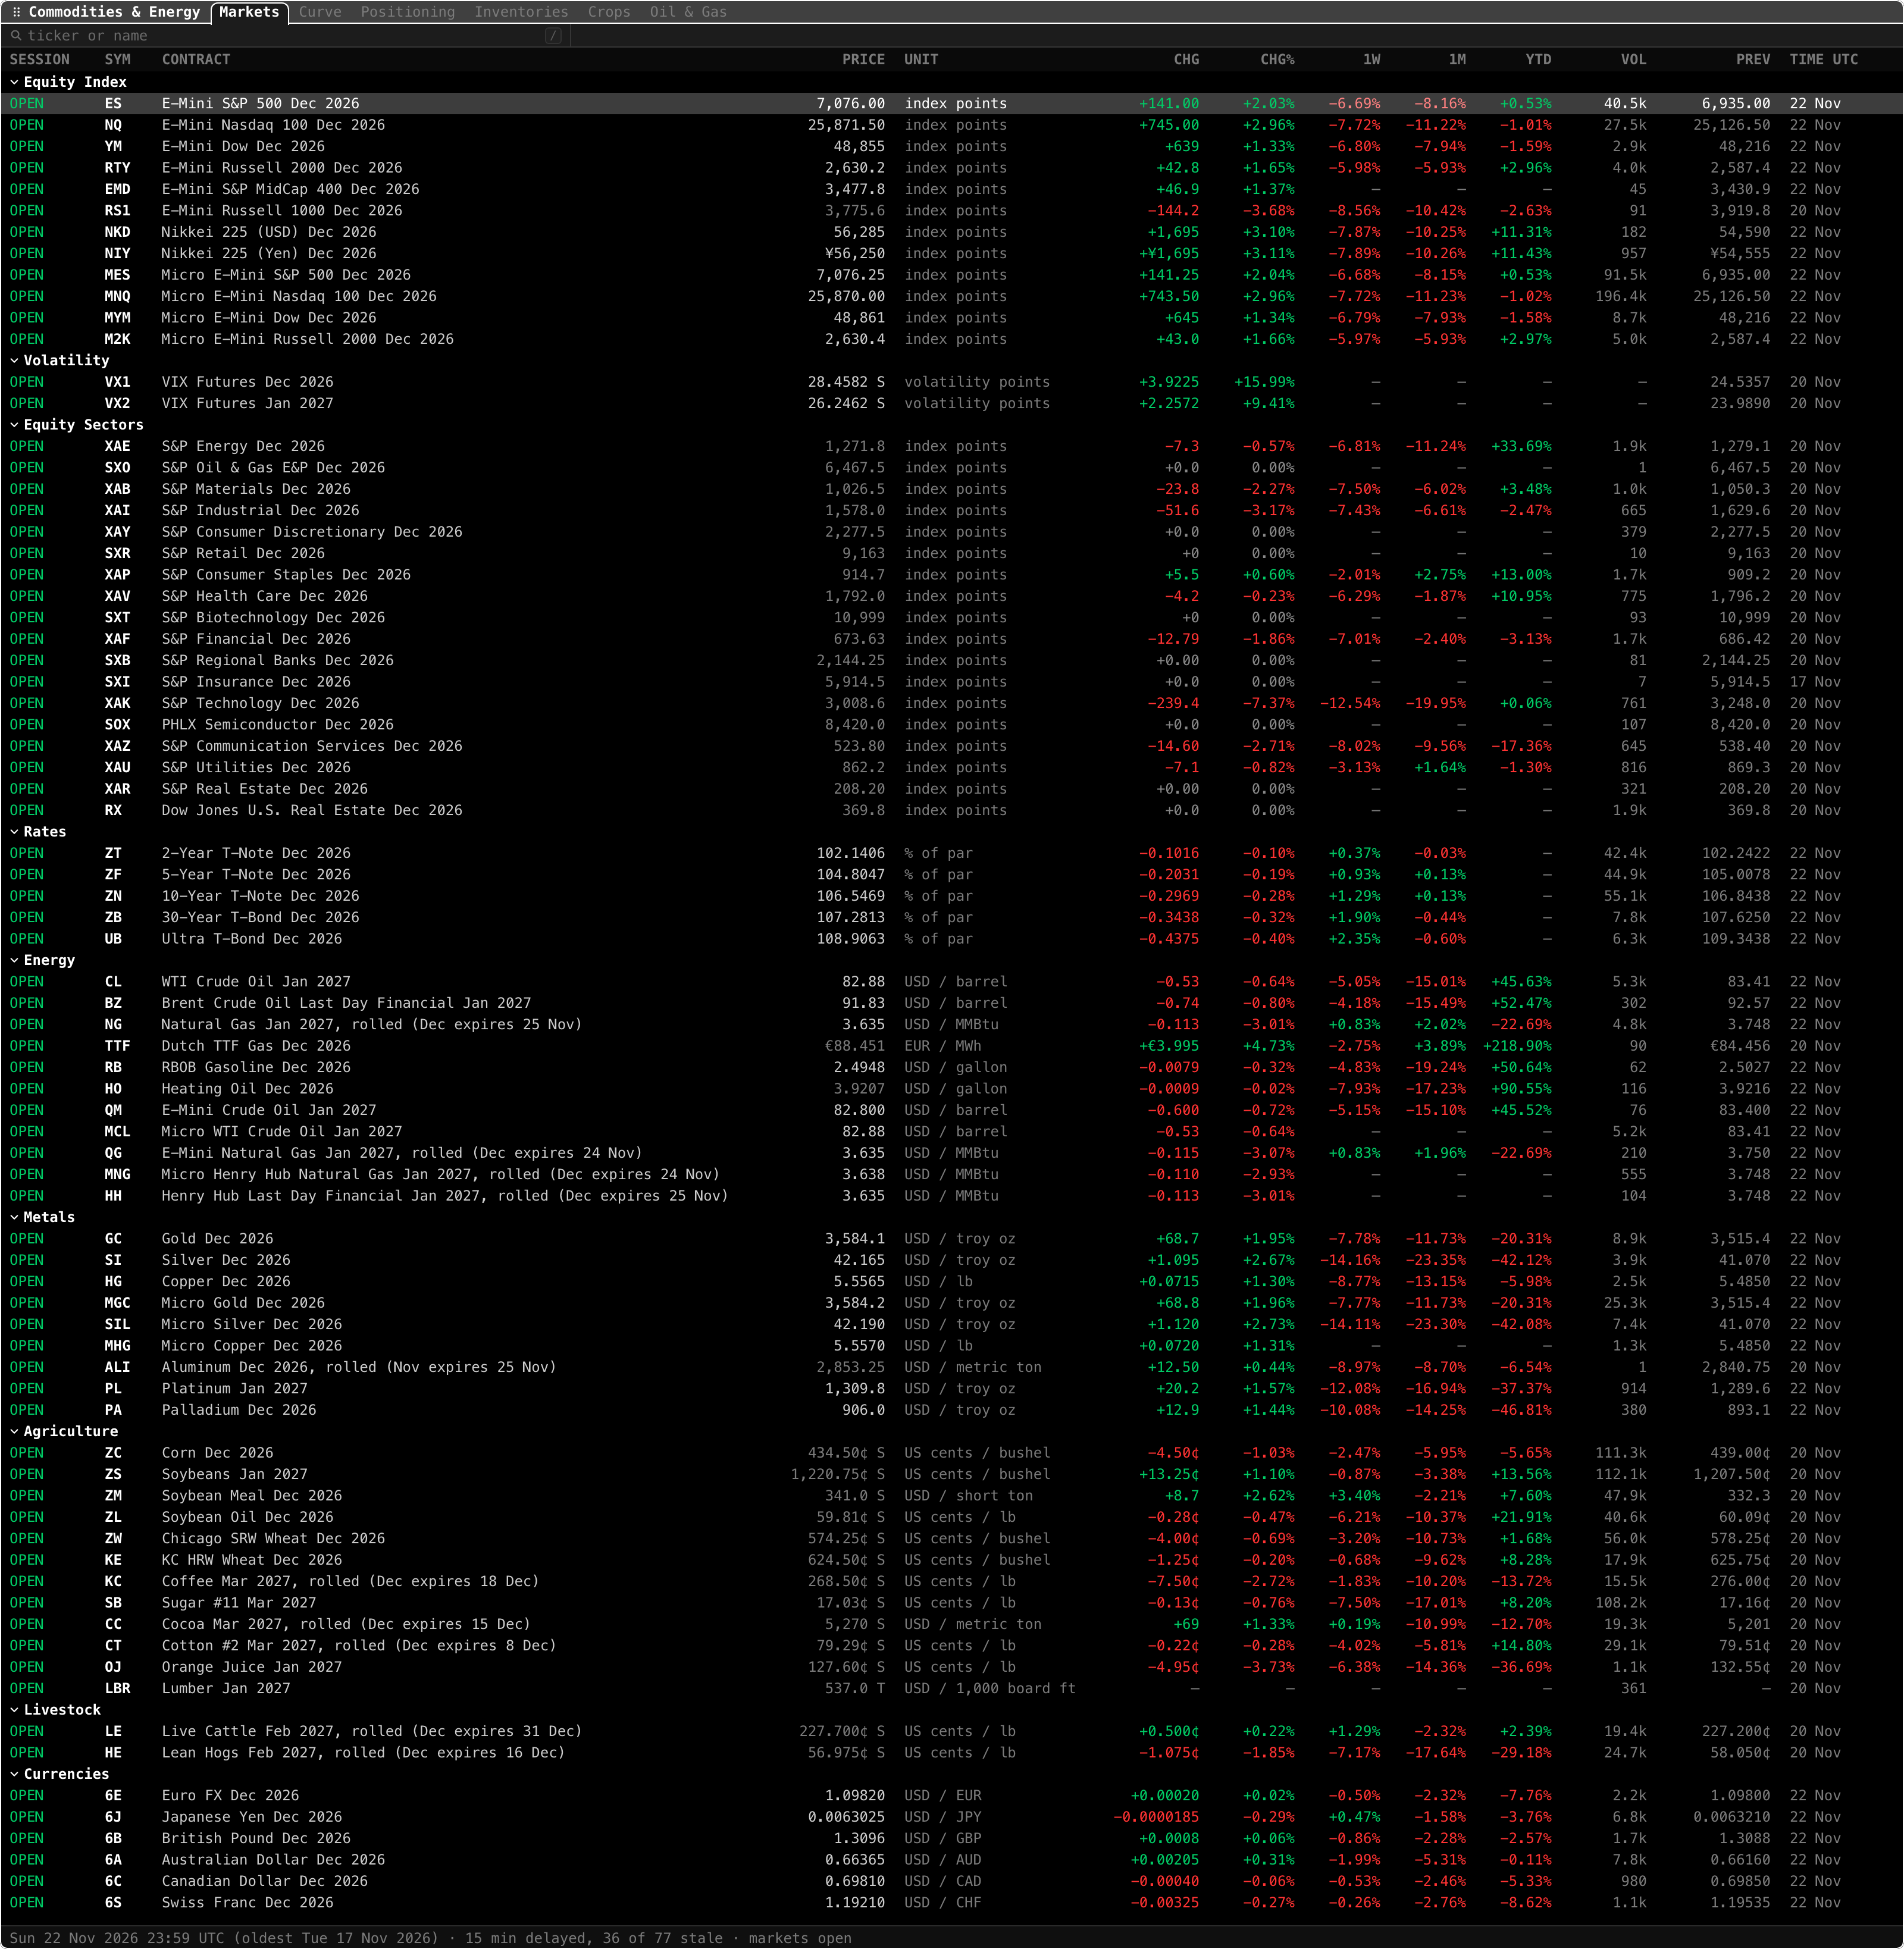 ⠿ Commodities & Energy Markets Curve Positioning Inventories Crops Oil & Gas
ticker or name /
SESSION SYM CONTRACT PRICE UNIT CHG CHG% 1W 1M YTD VOL PREV TIME UTC
Equity Index
OPEN ES E−Mini S&P 500 Dec 2026 7,076.00 index points +141.00 +2.03% −6.69% −8.16% +0.53% 40.5k 6,935.00 22 Nov
OPEN NQ E−Mini Nasdaq 100 Dec 2026 25,871.50 index points +745.00 +2.96% −7.72% −11.22% −1.01% 27.5k 25,126.50 22 Nov
OPEN YM E−Mini Dow Dec 2026 48,855 index points +639 +1.33% −6.80% −7.94% −1.59% 2.9k 48,216 22 Nov
OPEN RTY E−Mini Russell 2000 Dec 2026 2,630.2 index points +42.8 +1.65% −5.98% −5.93% +2.96% 4.0k 2,587.4 22 Nov
OPEN EMD E−Mini S&P MidCap 400 Dec 2026 3,477.8 index points +46.9 +1.37% — — — 45 3,430.9 22 Nov
OPEN RS1 E−Mini Russell 1000 Dec 2026 3,775.6 index points −144.2 −3.68% −8.56% −10.42% −2.63% 91 3,919.8 20 Nov
OPEN NKD Nikkei 225 (USD) Dec 2026 56,285 index points +1,695 +3.10% −7.87% −10.25% +11.31% 182 54,590 22 Nov
OPEN NIY Nikkei 225 (Yen) Dec 2026 ¥56,250 index points +¥1,695 +3.11% −7.89% −10.26% +11.43% 957 ¥54,555 22 Nov
OPEN MES Micro E−Mini S&P 500 Dec 2026 7,076.25 index points +141.25 +2.04% −6.68% −8.15% +0.53% 91.5k 6,935.00 22 Nov
OPEN MNQ Micro E−Mini Nasdaq 100 Dec 2026 25,870.00 index points +743.50 +2.96% −7.72% −11.23% −1.02% 196.4k 25,126.50 22 Nov
OPEN MYM Micro E−Mini Dow Dec 2026 48,861 index points +645 +1.34% −6.79% −7.93% −1.58% 8.7k 48,216 22 Nov
OPEN M2K Micro E−Mini Russell 2000 Dec 2026 2,630.4 index points +43.0 +1.66% −5.97% −5.93% +2.97% 5.0k 2,587.4 22 Nov
Volatility
OPEN VX1 VIX Futures Dec 2026 28.4582 S volatility points +3.9225 +15.99% — — — — 24.5357 20 Nov
OPEN VX2 VIX Futures Jan 2027 26.2462 S volatility points +2.2572 +9.41% — — — — 23.9890 20 Nov
Equity Sectors
OPEN XAE S&P Energy Dec 2026 1,271.8 index points −7.3 −0.57% −6.81% −11.24% +33.69% 1.9k 1,279.1 20 Nov
OPEN SXO S&P Oil & Gas E&P Dec 2026 6,467.5 index points +0.0 0.00% — — — 1 6,467.5 20 Nov
OPEN XAB S&P Materials Dec 2026 1,026.5 index points −23.8 −2.27% −7.50% −6.02% +3.48% 1.0k 1,050.3 20 Nov
OPEN XAI S&P Industrial Dec 2026 1,578.0 index points −51.6 −3.17% −7.43% −6.61% −2.47% 665 1,629.6 20 Nov
OPEN XAY S&P Consumer Discretionary Dec 2026 2,277.5 index points +0.0 0.00% — — — 379 2,277.5 20 Nov
OPEN SXR S&P Retail Dec 2026 9,163 index points +0 0.00% — — — 10 9,163 20 Nov
OPEN XAP S&P Consumer Staples Dec 2026 914.7 index points +5.5 +0.60% −2.01% +2.75% +13.00% 1.7k 909.2 20 Nov
OPEN XAV S&P Health Care Dec 2026 1,792.0 index points −4.2 −0.23% −6.29% −1.87% +10.95% 775 1,796.2 20 Nov
OPEN SXT S&P Biotechnology Dec 2026 10,999 index points +0 0.00% — — — 93 10,999 20 Nov
OPEN XAF S&P Financial Dec 2026 673.63 index points −12.79 −1.86% −7.01% −2.40% −3.13% 1.7k 686.42 20 Nov
OPEN SXB S&P Regional Banks Dec 2026 2,144.25 index points +0.00 0.00% — — — 81 2,144.25 20 Nov
OPEN SXI S&P Insurance Dec 2026 5,914.5 index points +0.0 0.00% — — — 7 5,914.5 17 Nov
OPEN XAK S&P Technology Dec 2026 3,008.6 index points −239.4 −7.37% −12.54% −19.95% +0.06% 761 3,248.0 20 Nov
OPEN SOX PHLX Semiconductor Dec 2026 8,420.0 index points +0.0 0.00% — — — 107 8,420.0 20 Nov
OPEN XAZ S&P Communication Services Dec 2026 523.80 index points −14.60 −2.71% −8.02% −9.56% −17.36% 645 538.40 20 Nov
OPEN XAU S&P Utilities Dec 2026 862.2 index points −7.1 −0.82% −3.13% +1.64% −1.30% 816 869.3 20 Nov
OPEN XAR S&P Real Estate Dec 2026 208.20 index points +0.00 0.00% — — — 321 208.20 20 Nov
OPEN RX Dow Jones U.S. Real Estate Dec 2026 369.8 index points +0.0 0.00% — — — 1.9k 369.8 20 Nov
Rates
OPEN ZT 2−Year T−Note Dec 2026 102.1406 % of par −0.1016 −0.10% +0.37% −0.03% — 42.4k 102.2422 22 Nov
OPEN ZF 5−Year T−Note Dec 2026 104.8047 % of par −0.2031 −0.19% +0.93% +0.13% — 44.9k 105.0078 22 Nov
OPEN ZN 10−Year T−Note Dec 2026 106.5469 % of par −0.2969 −0.28% +1.29% +0.13% — 55.1k 106.8438 22 Nov
OPEN ZB 30−Year T−Bond Dec 2026 107.2813 % of par −0.3438 −0.32% +1.90% −0.44% — 7.8k 107.6250 22 Nov
OPEN UB Ultra T−Bond Dec 2026 108.9063 % of par −0.4375 −0.40% +2.35% −0.60% — 6.3k 109.3438 22 Nov
Energy
OPEN CL WTI Crude Oil Jan 2027 82.88 USD / barrel −0.53 −0.64% −5.05% −15.01% +45.63% 5.3k 83.41 22 Nov
OPEN BZ Brent Crude Oil Last Day Financial Jan 2027 91.83 USD / barrel −0.74 −0.80% −4.18% −15.49% +52.47% 302 92.57 22 Nov
OPEN NG Natural Gas Jan 2027, rolled (Dec expires 25 Nov) 3.635 USD / MMBtu −0.113 −3.01% +0.83% +2.02% −22.69% 4.8k 3.748 22 Nov
OPEN TTF Dutch TTF Gas Dec 2026 €88.451 EUR / MWh +€3.995 +4.73% −2.75% +3.89% +218.90% 90 €84.456 20 Nov
OPEN RB RBOB Gasoline Dec 2026 2.4948 USD / gallon −0.0079 −0.32% −4.83% −19.24% +50.64% 62 2.5027 22 Nov
OPEN HO Heating Oil Dec 2026 3.9207 USD / gallon −0.0009 −0.02% −7.93% −17.23% +90.55% 116 3.9216 22 Nov
OPEN QM E−Mini Crude Oil Jan 2027 82.800 USD / barrel −0.600 −0.72% −5.15% −15.10% +45.52% 76 83.400 22 Nov
OPEN MCL Micro WTI Crude Oil Jan 2027 82.88 USD / barrel −0.53 −0.64% — — — 5.2k 83.41 22 Nov
OPEN QG E−Mini Natural Gas Jan 2027, rolled (Dec expires 24 Nov) 3.635 USD / MMBtu −0.115 −3.07% +0.83% +1.96% −22.69% 210 3.750 22 Nov
OPEN MNG Micro Henry Hub Natural Gas Jan 2027, rolled (Dec expires 24 Nov) 3.638 USD / MMBtu −0.110 −2.93% — — — 555 3.748 22 Nov
OPEN HH Henry Hub Last Day Financial Jan 2027, rolled (Dec expires 25 Nov) 3.635 USD / MMBtu −0.113 −3.01% — — — 104 3.748 22 Nov
Metals
OPEN GC Gold Dec 2026 3,584.1 USD / troy oz +68.7 +1.95% −7.78% −11.73% −20.31% 8.9k 3,515.4 22 Nov
OPEN SI Silver Dec 2026 42.165 USD / troy oz +1.095 +2.67% −14.16% −23.35% −42.12% 3.9k 41.070 22 Nov
OPEN HG Copper Dec 2026 5.5565 USD / lb +0.0715 +1.30% −8.77% −13.15% −5.98% 2.5k 5.4850 22 Nov
OPEN MGC Micro Gold Dec 2026 3,584.2 USD / troy oz +68.8 +1.96% −7.77% −11.73% −20.31% 25.3k 3,515.4 22 Nov
OPEN SIL Micro Silver Dec 2026 42.190 USD / troy oz +1.120 +2.73% −14.11% −23.30% −42.08% 7.4k 41.070 22 Nov
OPEN MHG Micro Copper Dec 2026 5.5570 USD / lb +0.0720 +1.31% — — — 1.3k 5.4850 22 Nov
OPEN ALI Aluminum Dec 2026, rolled (Nov expires 25 Nov) 2,853.25 USD / metric ton +12.50 +0.44% −8.97% −8.70% −6.54% 1 2,840.75 20 Nov
OPEN PL Platinum Jan 2027 1,309.8 USD / troy oz +20.2 +1.57% −12.08% −16.94% −37.37% 914 1,289.6 22 Nov
OPEN PA Palladium Dec 2026 906.0 USD / troy oz +12.9 +1.44% −10.08% −14.25% −46.81% 380 893.1 22 Nov
Agriculture
OPEN ZC Corn Dec 2026 434.50¢ S US cents / bushel −4.50¢ −1.03% −2.47% −5.95% −5.65% 111.3k 439.00¢ 20 Nov
OPEN ZS Soybeans Jan 2027 1,220.75¢ S US cents / bushel +13.25¢ +1.10% −0.87% −3.38% +13.56% 112.1k 1,207.50¢ 20 Nov
OPEN ZM Soybean Meal Dec 2026 341.0 S USD / short ton +8.7 +2.62% +3.40% −2.21% +7.60% 47.9k 332.3 20 Nov
OPEN ZL Soybean Oil Dec 2026 59.81¢ S US cents / lb −0.28¢ −0.47% −6.21% −10.37% +21.91% 40.6k 60.09¢ 20 Nov
OPEN ZW Chicago SRW Wheat Dec 2026 574.25¢ S US cents / bushel −4.00¢ −0.69% −3.20% −10.73% +1.68% 56.0k 578.25¢ 20 Nov
OPEN KE KC HRW Wheat Dec 2026 624.50¢ S US cents / bushel −1.25¢ −0.20% −0.68% −9.62% +8.28% 17.9k 625.75¢ 20 Nov
OPEN KC Coffee Mar 2027, rolled (Dec expires 18 Dec) 268.50¢ S US cents / lb −7.50¢ −2.72% −1.83% −10.20% −13.72% 15.5k 276.00¢ 20 Nov
OPEN SB Sugar #11 Mar 2027 17.03¢ S US cents / lb −0.13¢ −0.76% −7.50% −17.01% +8.20% 108.2k 17.16¢ 20 Nov
OPEN CC Cocoa Mar 2027, rolled (Dec expires 15 Dec) 5,270 S USD / metric ton +69 +1.33% +0.19% −10.99% −12.70% 19.3k 5,201 20 Nov
OPEN CT Cotton #2 Mar 2027, rolled (Dec expires 8 Dec) 79.29¢ S US cents / lb −0.22¢ −0.28% −4.02% −5.81% +14.80% 29.1k 79.51¢ 20 Nov
OPEN OJ Orange Juice Jan 2027 127.60¢ S US cents / lb −4.95¢ −3.73% −6.38% −14.36% −36.69% 1.1k 132.55¢ 20 Nov
OPEN LBR Lumber Jan 2027 537.0 T USD / 1,000 board ft — — — — — 361 — 20 Nov
Livestock
OPEN LE Live Cattle Feb 2027, rolled (Dec expires 31 Dec) 227.700¢ S US cents / lb +0.500¢ +0.22% +1.29% −2.32% +2.39% 19.4k 227.200¢ 20 Nov
OPEN HE Lean Hogs Feb 2027, rolled (Dec expires 16 Dec) 56.975¢ S US cents / lb −1.075¢ −1.85% −7.17% −17.64% −29.18% 24.7k 58.050¢ 20 Nov
Currencies
OPEN 6E Euro FX Dec 2026 1.09820 USD / EUR +0.00020 +0.02% −0.50% −2.32% −7.76% 2.2k 1.09800 22 Nov
OPEN 6J Japanese Yen Dec 2026 0.0063025 USD / JPY −0.0000185 −0.29% +0.47% −1.58% −3.76% 6.8k 0.0063210 22 Nov
OPEN 6B British Pound Dec 2026 1.3096 USD / GBP +0.0008 +0.06% −0.86% −2.28% −2.57% 1.7k 1.3088 22 Nov
OPEN 6A Australian Dollar Dec 2026 0.66365 USD / AUD +0.00205 +0.31% −1.99% −5.31% −0.11% 7.8k 0.66160 22 Nov
OPEN 6C Canadian Dollar Dec 2026 0.69810 USD / CAD −0.00040 −0.06% −0.53% −2.46% −5.33% 980 0.69850 22 Nov
OPEN 6S Swiss Franc Dec 2026 1.19210 USD / CHF −0.00325 −0.27% −0.26% −2.76% −8.62% 1.1k 1.19535 22 Nov
Sun 22 Nov 2026 23:59 UTC (oldest Tue 17 Nov 2026) · 15 min delayed, 36 of 77 stale · markets open